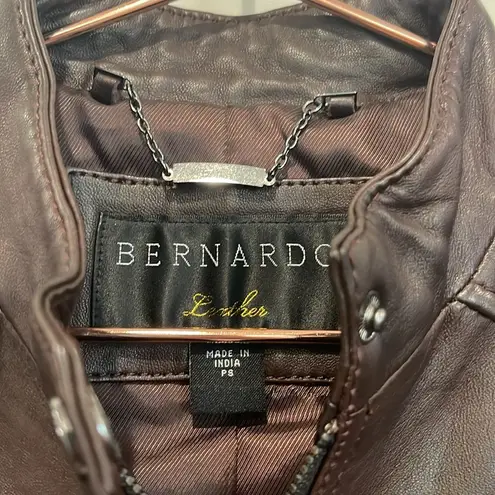 BERNARDO
Leather
MADE IN
INDIA
PS